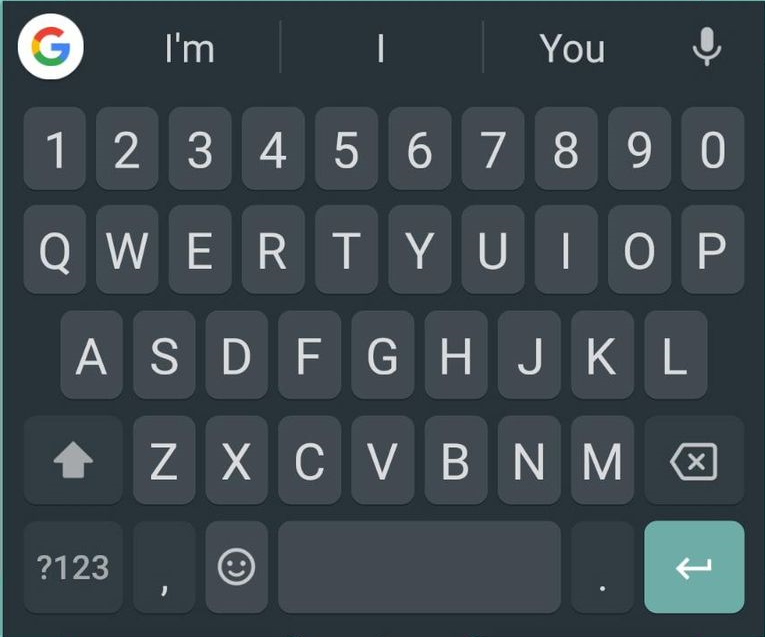 G I'm I You
1 2 3 4 5 6 7 8 9 0
Q W E R T Y U I O P
A S D F G H J K L
Z X C V B N M
?123 , .